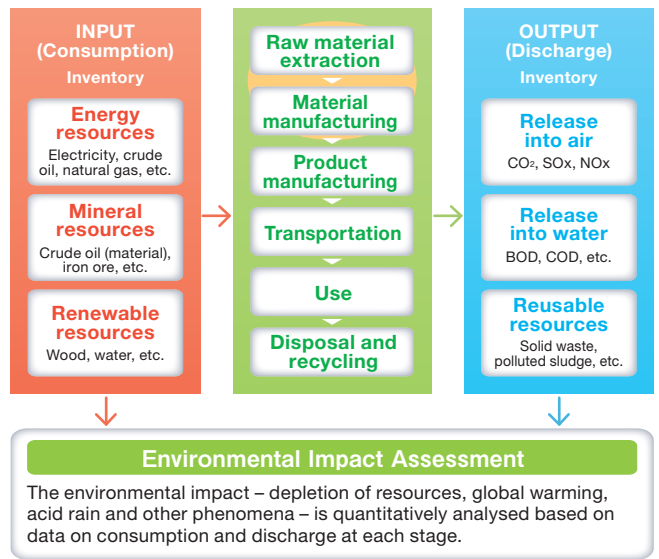 INPUT
(Consumption)
Inventory
Energy
resources
Electricity, crude
oil, natural gas, etc.
Mineral
resources
Crude oil (material),
iron ore, etc.
Renewable
resources
Wood, water, etc.
Raw material
extraction
Material
manufacturing
Product
manufacturing
Transportation
Use
Disposal and
recycling
OUTPUT
(Discharge)
Inventory
Release
into air
CO₂, SOx, NOx
Release
into water
BOD, COD, etc.
Reusable
resources
Solid waste,
polluted sludge, etc.
Environmental Impact Assessment
The environmental impact – depletion of resources, global warming,
acid rain and other phenomena – is quantitatively analysed based on
data on consumption and discharge at each stage.